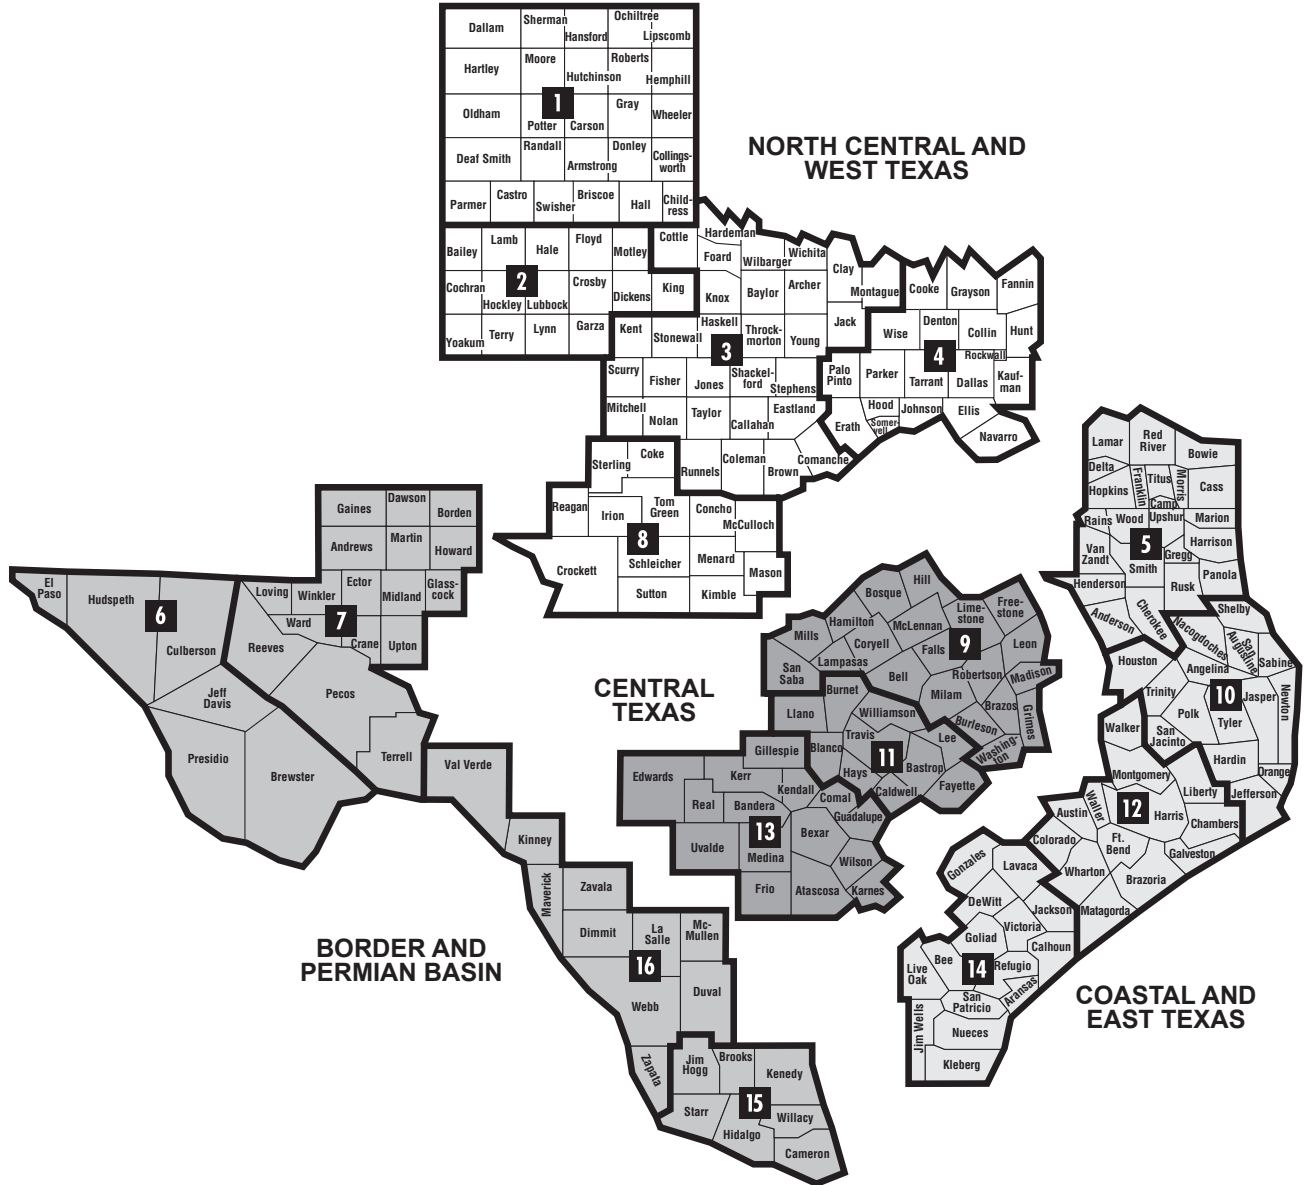 Dallam
Sherman
Hansford
Ochiltree
Lipscomb
Hartley
Moore
Hutchinson
Roberts
Hemphill
1
Oldham
Potter
Carson
Gray
Wheeler
Deaf Smith
Randall
Armstrong
Donley
Collings-
worth
Parmer
Castro
Swisher
Briscoe
Hall
Child-
ress
NORTH CENTRAL AND
WEST TEXAS
Bailey
Lamb
Hale
Floyd
Motley
2
Cochran
Hockley
Lubbock
Crosby
Dickens
Yoakum
Terry
Lynn
Garza
Cottle
Hardeman
Foard
Wilbarger
Wichita
Clay
Montague
King
Knox
Baylor
Archer
Jack
Kent
Stonewall
Haskell
Throck-
morton
Young
3
Scurry
Fisher
Jones
Shackel-
ford
Stephens
Mitchell
Nolan
Taylor
Callahan
Eastland
Runnels
Coleman
Brown
Comanche
Cooke
Grayson
Fannin
Wise
Denton
Collin
Hunt
4
Rockwall
Palo
Pinto
Parker
Tarrant
Dallas
Kauf-
man
Erath
Hood
Somer-
vell
Johnson
Ellis
Navarro
Lamar
Red
River
Bowie
Delta
Hopkins
Franklin
Titus
Camp
Morris
Cass
Rains
Wood
Upshur
Marion
5
Van
Zandt
Smith
Gregg
Harrison
Henderson
Rusk
Panola
Anderson
Cherokee
Sterling
Coke
Reagan
Irion
Tom
Green
Concho
McCulloch
8
Crockett
Schleicher
Menard
Mason
Sutton
Kimble
Gaines
Dawson
Borden
Andrews
Martin
Howard
Loving
Winkler
Ector
Midland
Glass-
cock
7
Ward
Crane
Upton
Reeves
Pecos
Terrell
El
Paso
Hudspeth
6
Culberson
Jeff
Davis
Presidio
Brewster
Bosque
Hill
Hamilton
McLennan
Lime-
stone
Free-
stone
9
Mills
Coryell
Falls
Leon
San
Saba
Lampasas
Bell
Robertson
Madison
Milam
Brazos
Grimes
Burleson
Washing-
ton
CENTRAL
TEXAS
Llano
Burnet
Williamson
Blanco
Travis
Lee
11
Hays
Bastrop
Caldwell
Fayette
Edwards
Gillespie
Kerr
Kendall
Comal
Real
Bandera
Guadalupe
13
Uvalde
Medina
Bexar
Wilson
Frio
Atascosa
Karnes
Shelby
Nacogdoches
San
Augustine
Sabine
Houston
Angelina
10
Trinity
Polk
Jasper
Newton
Tyler
San
Jacinto
Hardin
Orange
Jefferson
Walker
Montgomery
Liberty
12
Austin
Waller
Harris
Chambers
Colorado
Ft.
Bend
Galveston
Wharton
Brazoria
Matagorda
Gonzales
Lavaca
DeWitt
Jackson
Victoria
Goliad
Calhoun
Live
Oak
Bee
14
Refugio
Aransas
San
Patricio
Jim Wells
Nueces
Kleberg
COASTAL AND
EAST TEXAS
BORDER AND
PERMIAN BASIN
Val Verde
Kinney
Maverick
Zavala
Dimmit
La
Salle
Mc-
Mullen
16
Webb
Duval
Zapata
Jim
Hogg
Brooks
Kenedy
15
Starr
Hidalgo
Willacy
Cameron